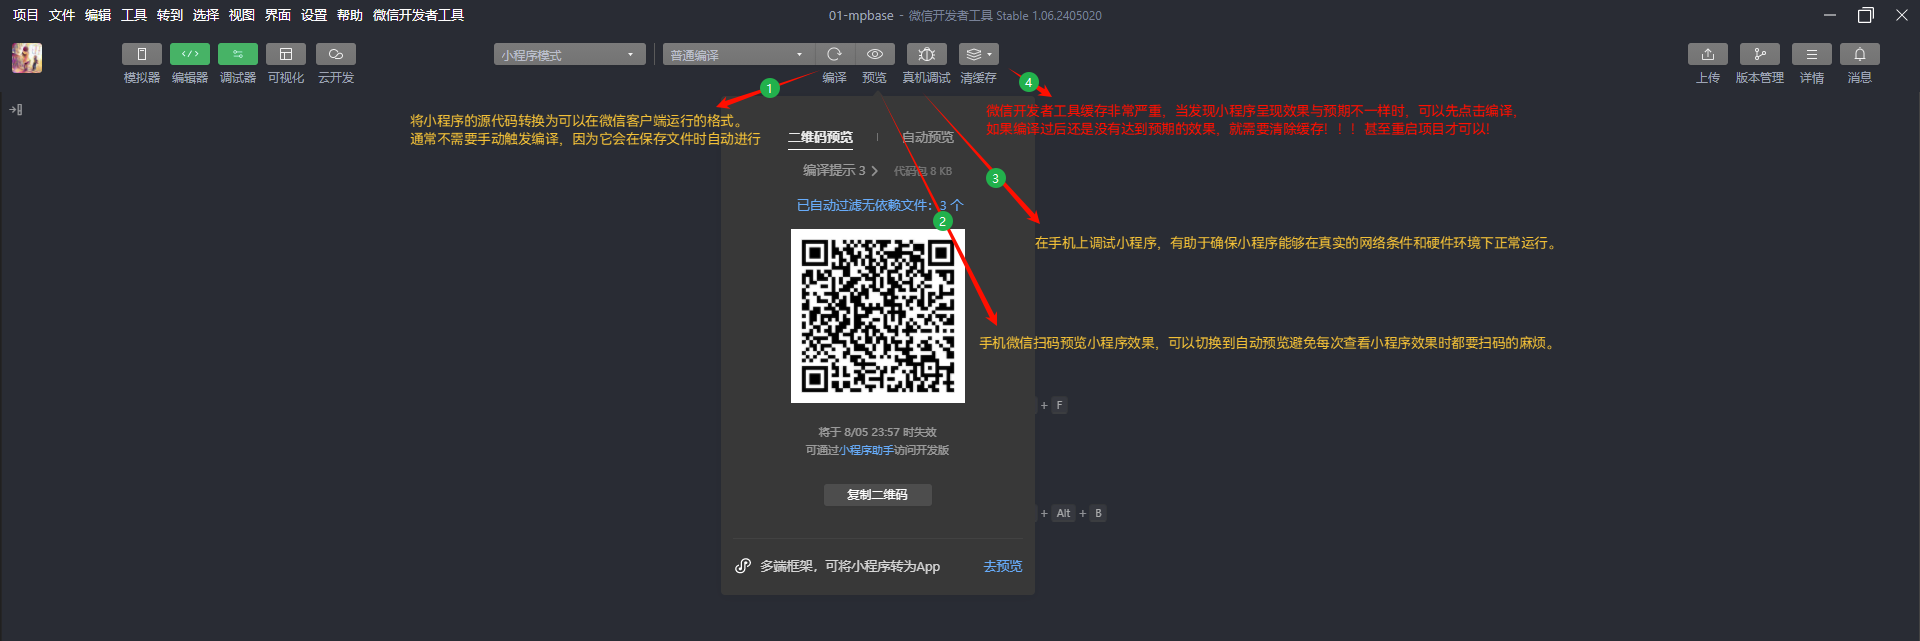 项目 文件 编辑 工具 转到 选择 视图 界面 设置 帮助 微信开发者工具
01-mpbase - 微信开发者工具 Stable 1.06.2405020
小程序模式
普通编译
模拟器 编辑器 调试器 可视化 云开发
编译 预览 真机调试 清缓存
上传 版本管理 详情 消息
1
4
将小程序的源代码转换为可以在微信客户端运行的格式。
通常不需要手动触发编译，因为它会在保存文件时自动进行
微信开发者工具缓存非常严重，当发现小程序呈现效果与预期不一样时，可以先点击编译，
如果编译过后还是没有达到预期的效果，就需要清除缓存！！！甚至重启项目才可以！
二维码预览 自动预览
编译提示 3 代码包 8 KB
3
已自动过滤无依赖文件：3 个
2
在手机上调试小程序，有助于确保小程序能够在真实的网络条件和硬件环境下正常运行。
手机微信扫码预览小程序效果，可以切换到自动预览避免每次查看小程序效果时都要扫码的麻烦。
+ F
将于 8/05 23:57 时失效
可通过小程序助手访问开发版
复制二维码
+ Alt + B
多端框架，可将小程序转为App 去预览